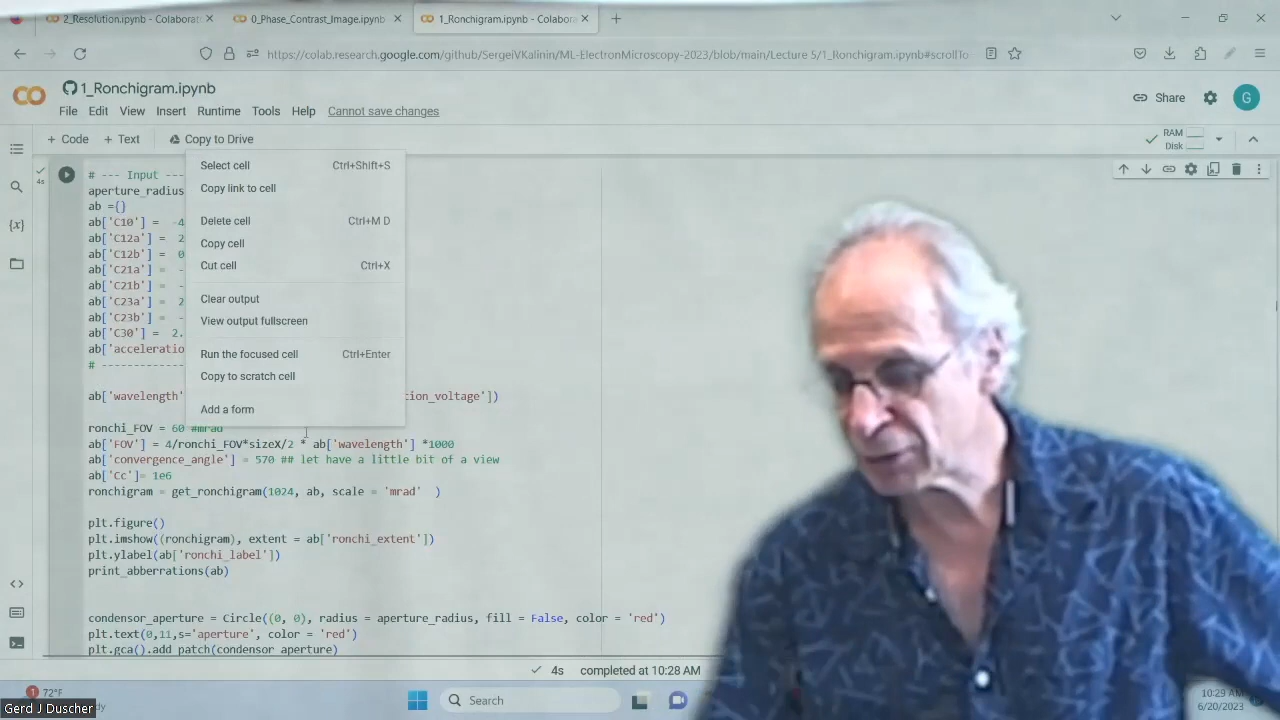 2_Resolution.ipynb - Colaborat
0_Phase_Contrast_Image.ipynb
1_Ronchigram.ipynb - Colabora
https://colab.research.google.com/github/SergeiVKalinin/ML-ElectronMicroscopy-2023/blob/main/Lecture 5/1_Ronchigram.ipynb#scrollTo
1_Ronchigram.ipynb
File Edit View Insert Runtime Tools Help Cannot save changes
Share
G
+ Code + Text Copy to Drive
RAM
Disk
4s
Select cell Ctrl+Shift+S
Copy link to cell
Delete cell Ctrl+M D
Copy cell
Cut cell Ctrl+X
Clear output
View output fullscreen
Run the focused cell Ctrl+Enter
Copy to scratch cell
Add a form
# --- Input ---
aperture_radius
ab ={}
ab['C10'] = -4
ab['C12a'] = 2
ab['C12b'] = 0
ab['C21a'] = -
ab['C21b'] = -
ab['C23a'] = 2
ab['C23b'] = -
ab['C30'] = 2.
ab['acceleratio
# -------------
ab['wavelength' ion_voltage'])
ronchi_FOV = 60 #mrad
ab['FOV'] = 4/ronchi_FOV*sizeX/2 * ab['wavelength'] *1000
ab['convergence_angle'] = 570 ## let have a little bit of a view
ab['Cc']= 1e6
ronchigram = get_ronchigram(1024, ab, scale = 'mrad' )
plt.figure()
plt.imshow((ronchigram), extent = ab['ronchi_extent'])
plt.ylabel(ab['ronchi_label'])
print_abberrations(ab)
condensor_aperture = Circle((0, 0), radius = aperture_radius, fill = False, color = 'red')
plt.text(0,11,s='aperture', color = 'red')
plt.gca().add_patch(condensor_aperture)
4s completed at 10:28 AM
1
72°F
Search
10:29 AM
6/20/2023
Gerd J Duscher